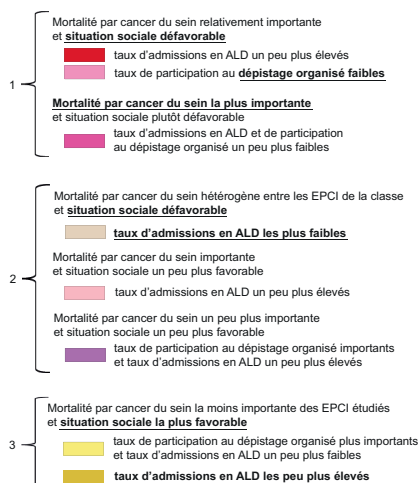 Mortalité par cancer du sein relativement importante
et situation sociale défavorable
taux d'admissions en ALD un peu plus élevés
taux de participation au dépistage organisé faibles
1
Mortalité par cancer du sein la plus importante
et situation sociale plutôt défavorable
taux d'admissions en ALD et de participation
au dépistage organisé un peu plus faibles
Mortalité par cancer du sein hétérogène entre les EPCI de la classe
et situation sociale défavorable
taux d'admissions en ALD les plus faibles
2
Mortalité par cancer du sein importante
et situation sociale un peu plus favorable
taux d'admissions en ALD un peu plus élevés
Mortalité par cancer du sein un peu plus importante
et situation sociale un peu plus favorable
taux de participation au dépistage organisé importants
et taux d'admissions en ALD un peu plus élevés
Mortalité par cancer du sein la moins importante des EPCI étudiés
et situation sociale la plus favorable
3
taux de participation au dépistage organisé plus importants
et taux d'admissions en ALD un peu plus faibles
taux d'admissions en ALD les peu plus élevés